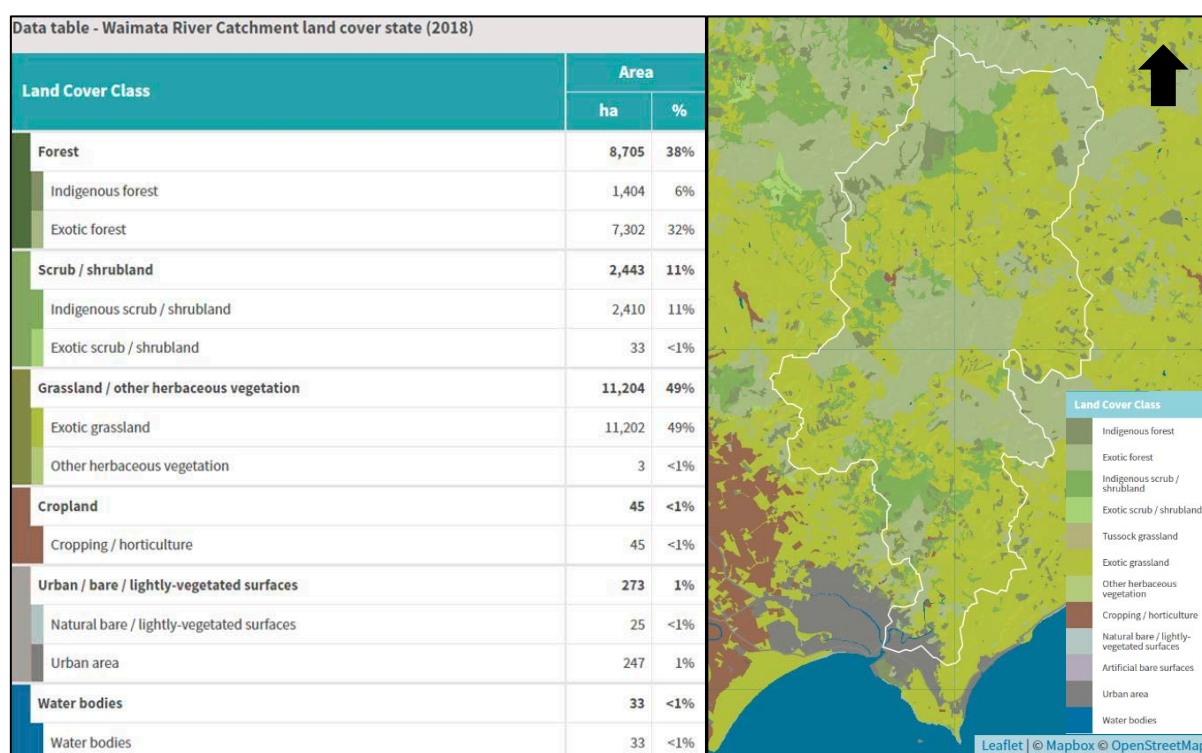 Data table - Waimata River Catchment land cover state (2018)
Land Cover Class
Area
ha %
Forest 8,705 38%
Indigenous forest 1,404 6%
Exotic forest 7,302 32%
Scrub / shrubland 2,443 11%
Indigenous scrub / shrubland 2,410 11%
Exotic scrub / shrubland 33 <1%
Grassland / other herbaceous vegetation 11,204 49%
Exotic grassland 11,202 49%
Other herbaceous vegetation 3 <1%
Cropland 45 <1%
Cropping / horticulture 45 <1%
Urban / bare / lightly-vegetated surfaces 273 1%
Natural bare / lightly-vegetated surfaces 25 <1%
Urban area 247 1%
Water bodies 33 <1%
Water bodies 33 <1%
Land Cover Class
Indigenous forest
Exotic forest
Indigenous scrub /
shrubland
Exotic scrub / shrubland
Tussock grassland
Exotic grassland
Other herbaceous
vegetation
Cropping / horticulture
Natural bare / lightly-
vegetated surfaces
Artificial bare surfaces
Urban area
Water bodies
Leaflet | © Mapbox © OpenStreetMap